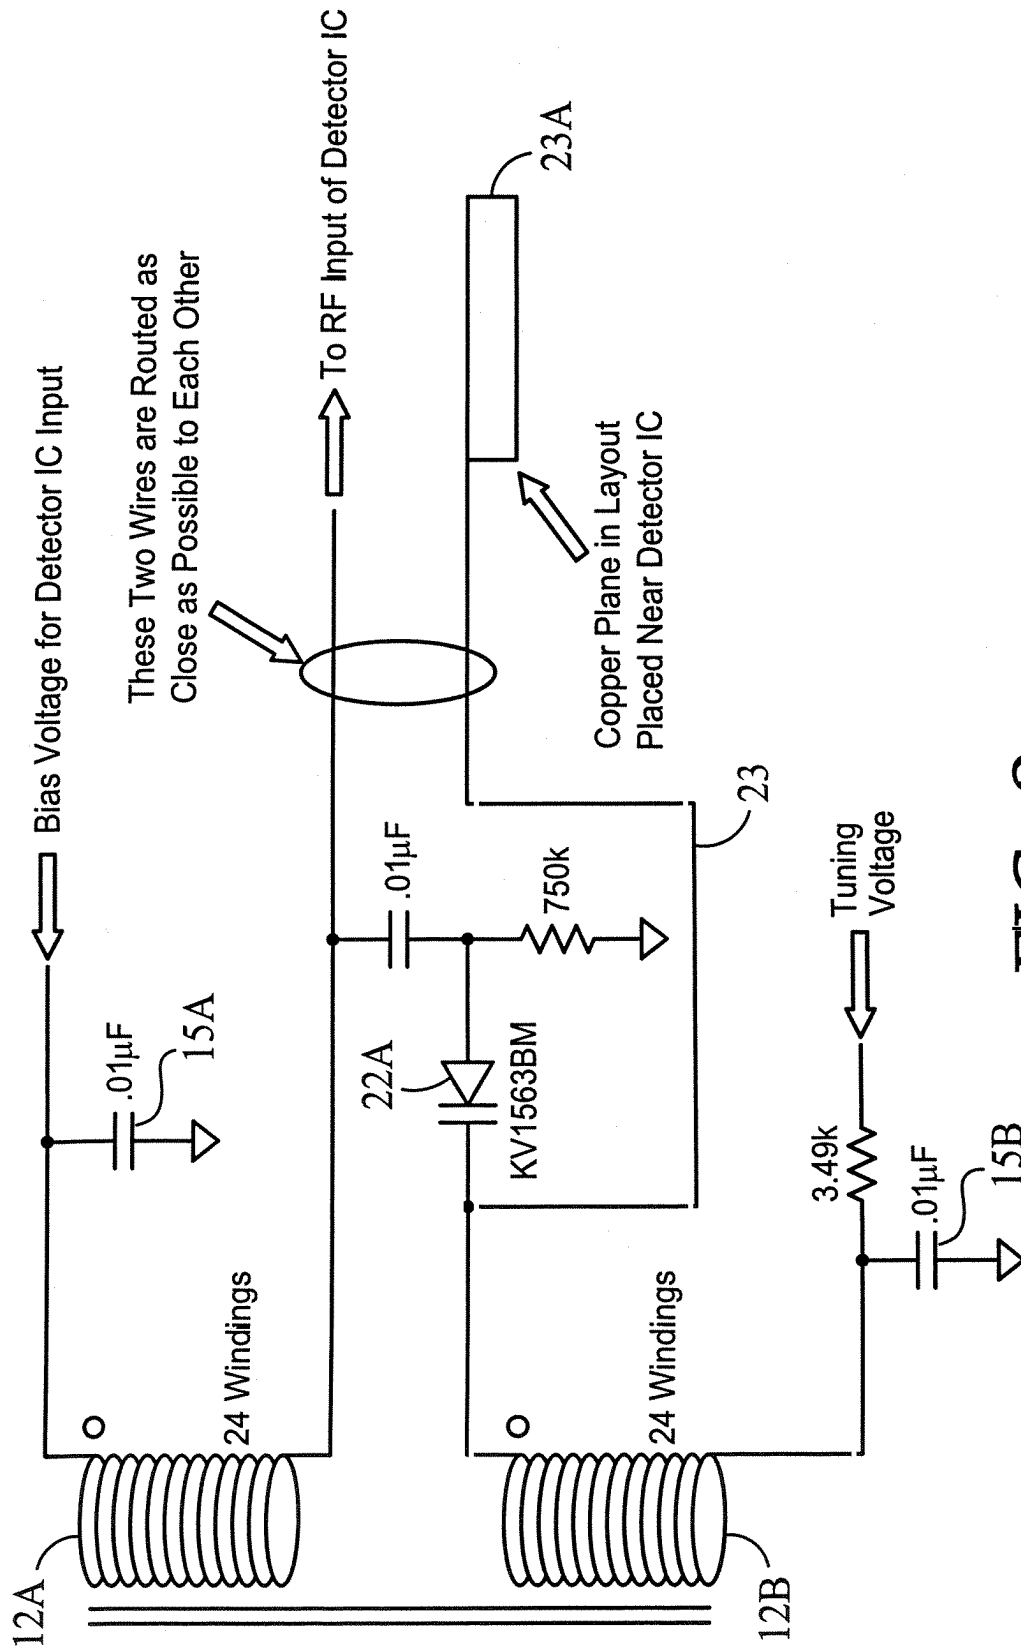 Bias Voltage for Detector IC Input
These Two Wires are Routed as
Close as Possible to Each Other
To RF Input of Detector IC
23A
Copper Plane in Layout
Placed Near Detector IC
23
.01µF
15A
.01µF
750k
22A
KV1563BM
12A
24 Windings
24 Windings
12B
Tuning
Voltage
3.49k
.01µF
15B